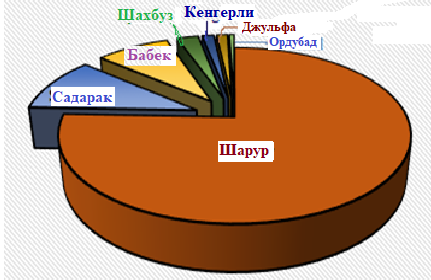 Шахбуз
Кенгерли
Джульфа
Ордубад
Бабек
Садарак
Шарур